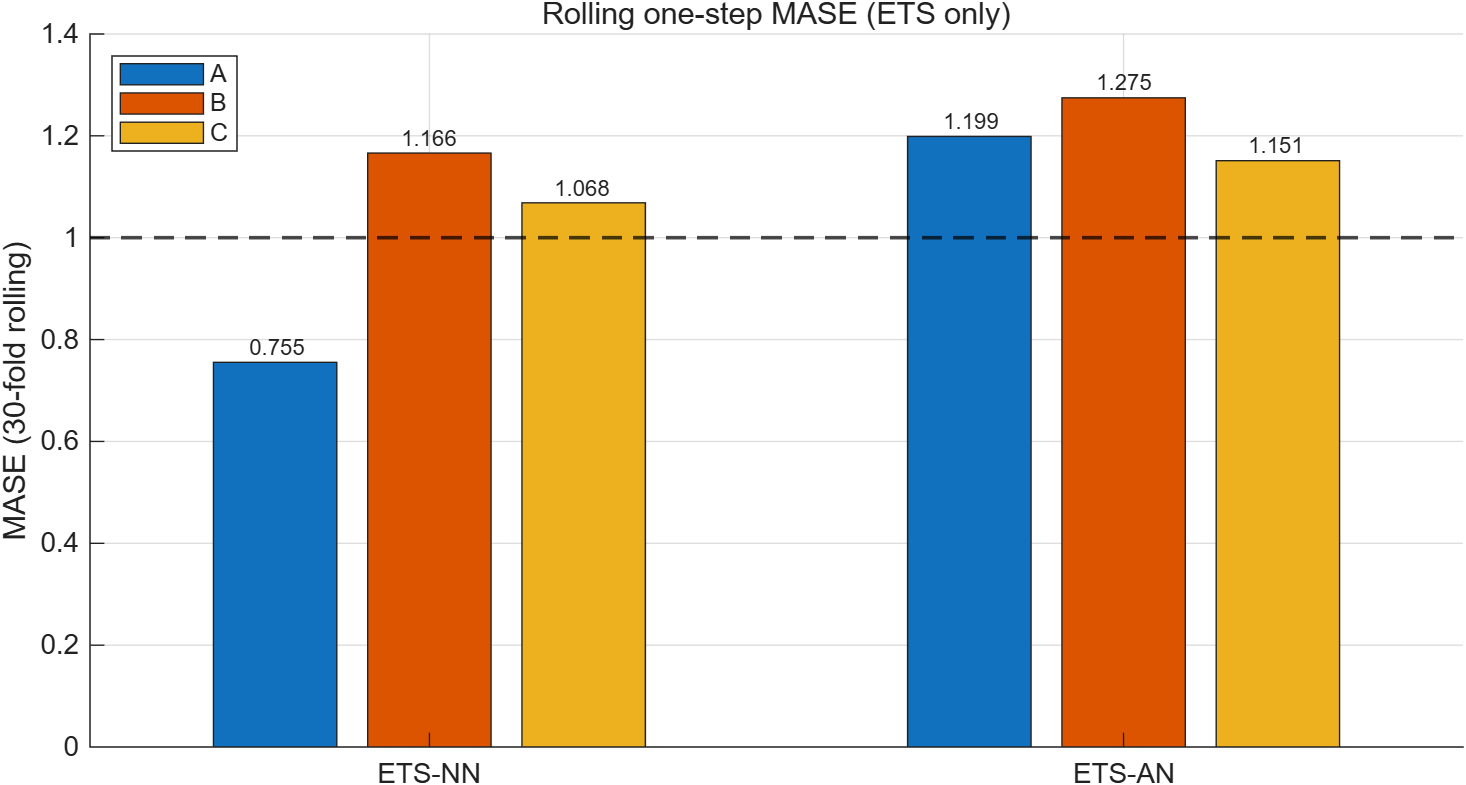 Rolling one-step MASE (ETS only)
MASE (30-fold rolling)
1.4
1.2
1
0.8
0.6
0.4
0.2
0
A
B
C
0.755
1.166
1.068
1.199
1.275
1.151
ETS-NN
ETS-AN